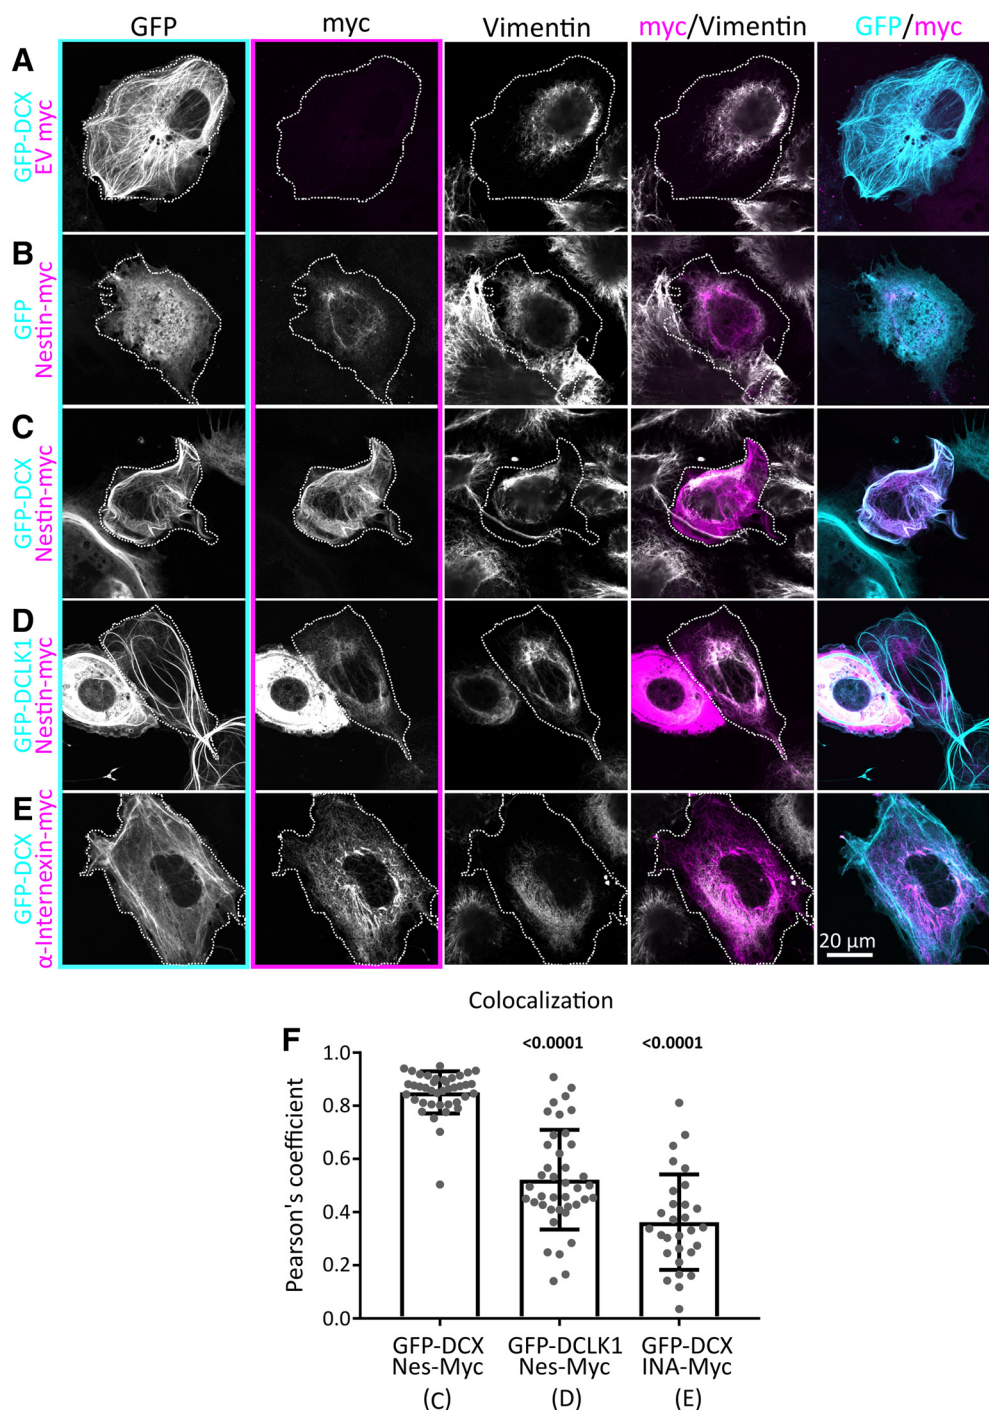 GFP myc Vimentin myc/Vimentin GFP/myc
A
GFP-DCX
EV myc
B
GFP
Nestin-myc
C
GFP-DCX
Nestin-myc
D
GFP-DCLK1
Nestin-myc
E
GFP-DCX
α-Internexin-myc
20 µm
Colocalization
F
<0.0001 <0.0001
Pearson's coefficient
1.0
0.8
0.6
0.4
0.2
0.0
GFP-DCX GFP-DCLK1 GFP-DCX
Nes-Myc Nes-Myc INA-Myc
(C) (D) (E)